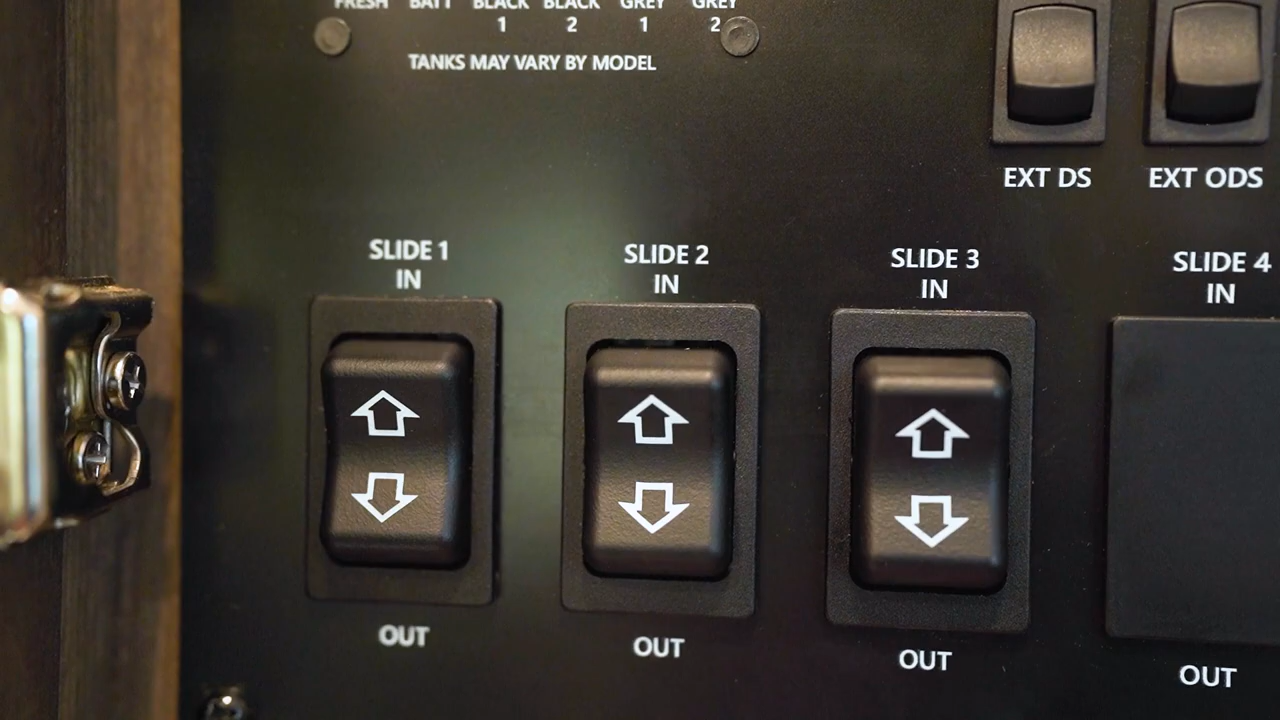 FRESH BATT BLACK BLACK GREY GREY
1 2 1 2
TANKS MAY VARY BY MODEL
EXT DS
EXT ODS
SLIDE 1
IN
OUT
SLIDE 2
IN
OUT
SLIDE 3
IN
OUT
SLIDE 4
IN
OUT